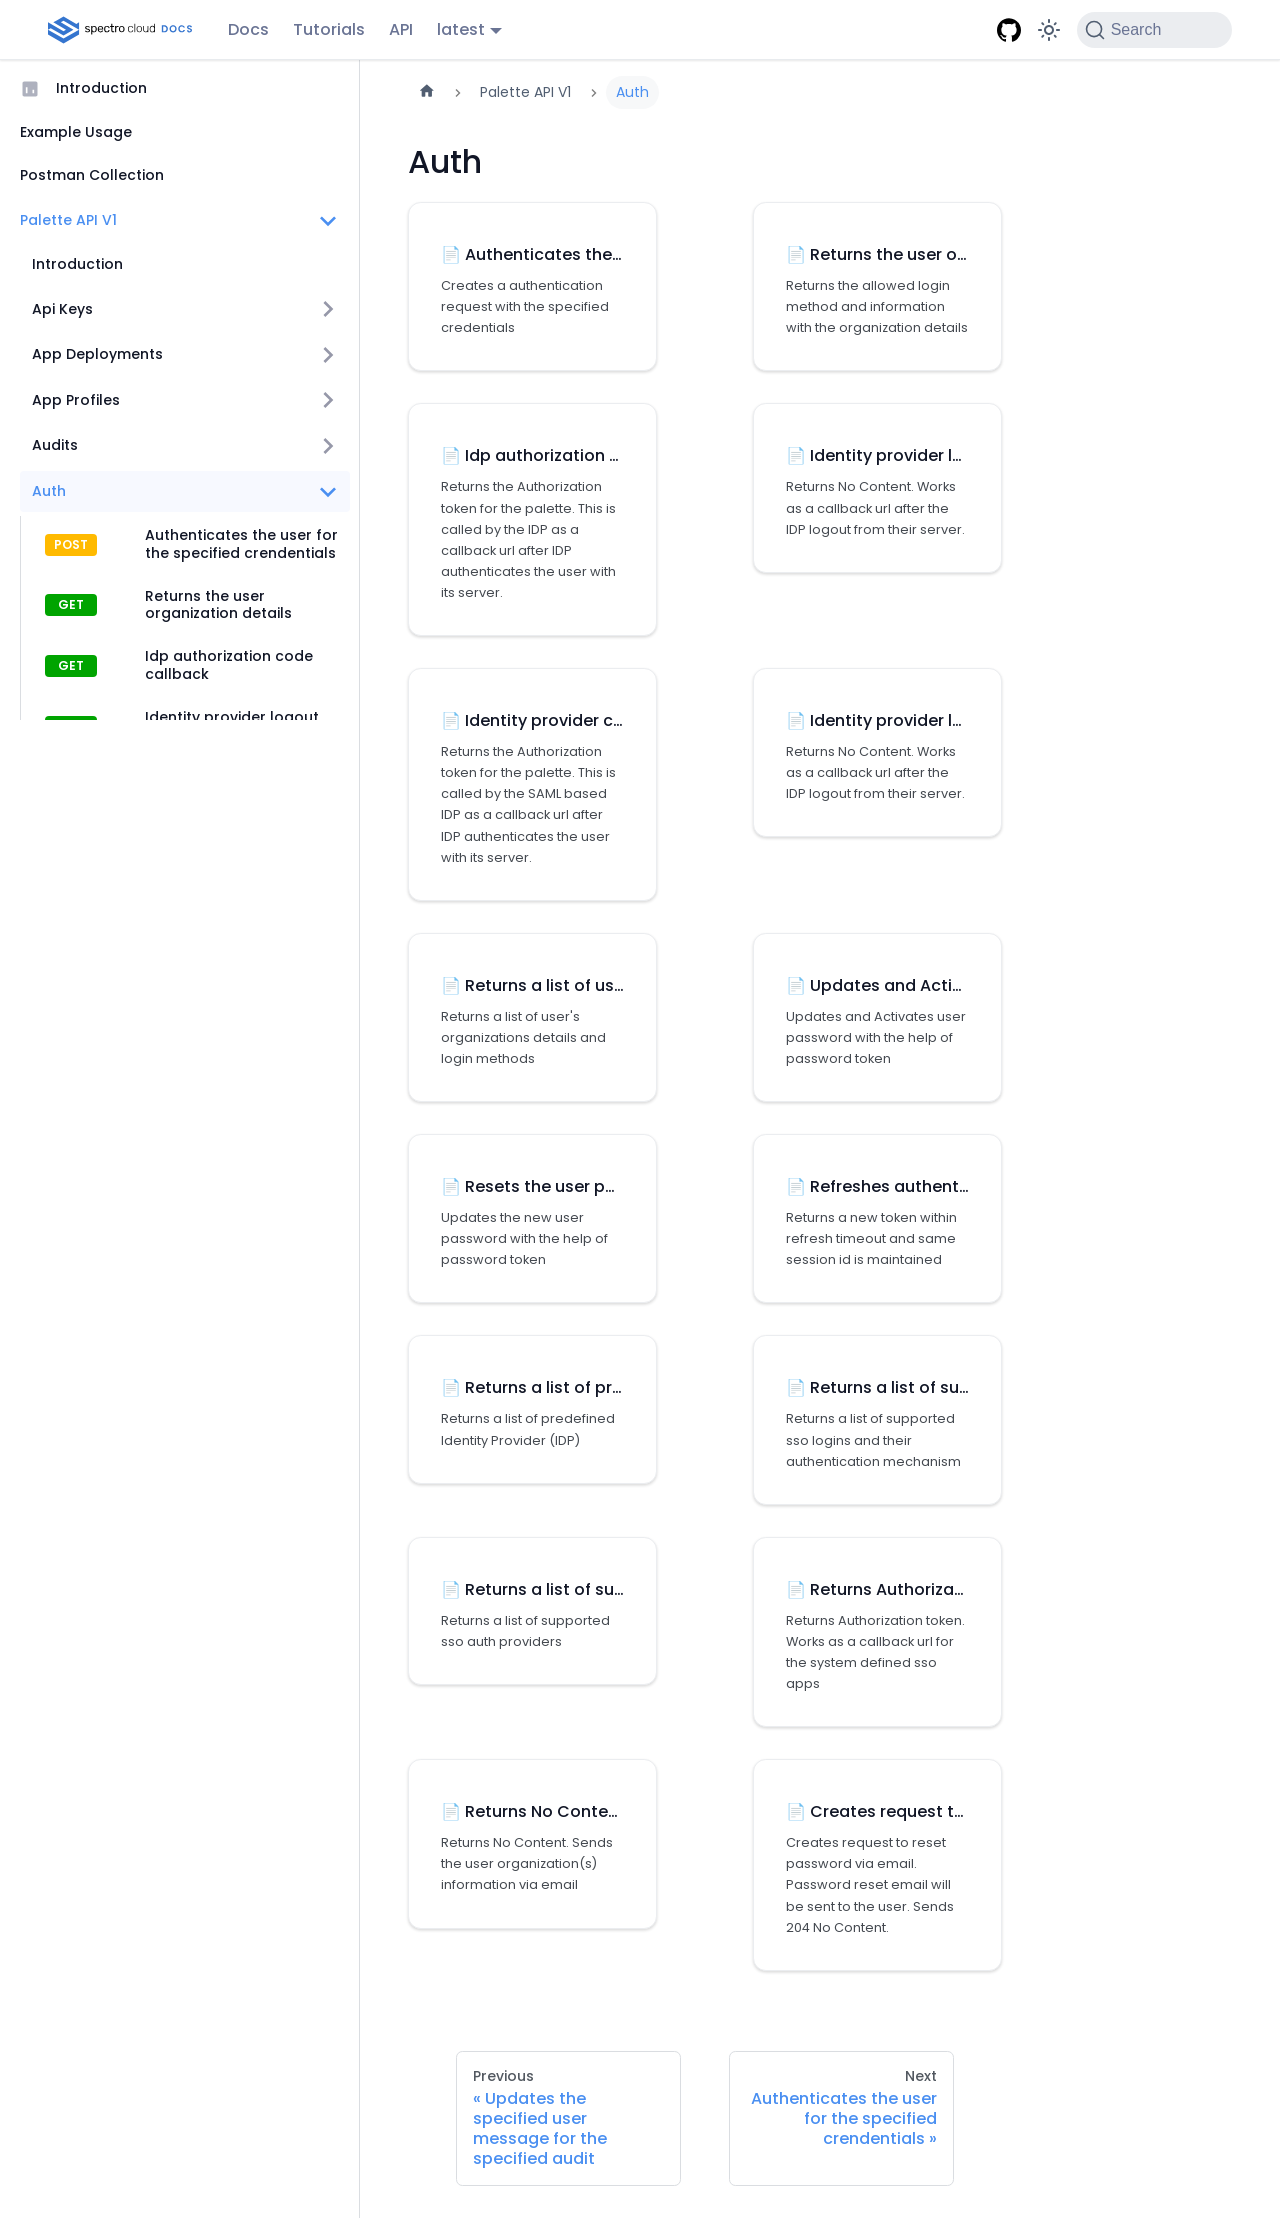 spectro cloud DOCS
Docs
Tutorials
API
latest
Search
Introduction
Example Usage
Postman Collection
Palette API V1
Introduction
Api Keys
App Deployments
App Profiles
Audits
Auth
POST
Authenticates the user for
the specified crendentials
GET
Returns the user
organization details
GET
Idp authorization code
callback
Identity provider logout
Palette API V1
Auth
Auth
Authenticates the...
Creates a authentication
request with the specified
credentials
Returns the user o...
Returns the allowed login
method and information
with the organization details
Idp authorization ...
Returns the Authorization
token for the palette. This is
called by the IDP as a
callback url after IDP
authenticates the user with
its server.
Identity provider l...
Returns No Content. Works
as a callback url after the
IDP logout from their server.
Identity provider c...
Returns the Authorization
token for the palette. This is
called by the SAML based
IDP as a callback url after
IDP authenticates the user
with its server.
Identity provider l...
Returns No Content. Works
as a callback url after the
IDP logout from their server.
Returns a list of us...
Returns a list of user's
organizations details and
login methods
Updates and Acti...
Updates and Activates user
password with the help of
password token
Resets the user p...
Updates the new user
password with the help of
password token
Refreshes authent...
Returns a new token within
refresh timeout and same
session id is maintained
Returns a list of pr...
Returns a list of predefined
Identity Provider (IDP)
Returns a list of su...
Returns a list of supported
sso logins and their
authentication mechanism
Returns a list of su...
Returns a list of supported
sso auth providers
Returns Authoriza...
Returns Authorization token.
Works as a callback url for
the system defined sso
apps
Returns No Conte...
Returns No Content. Sends
the user organization(s)
information via email
Creates request t...
Creates request to reset
password via email.
Password reset email will
be sent to the user. Sends
204 No Content.
Previous
« Updates the
specified user
message for the
specified audit
Next
Authenticates the user
for the specified
crendentials »